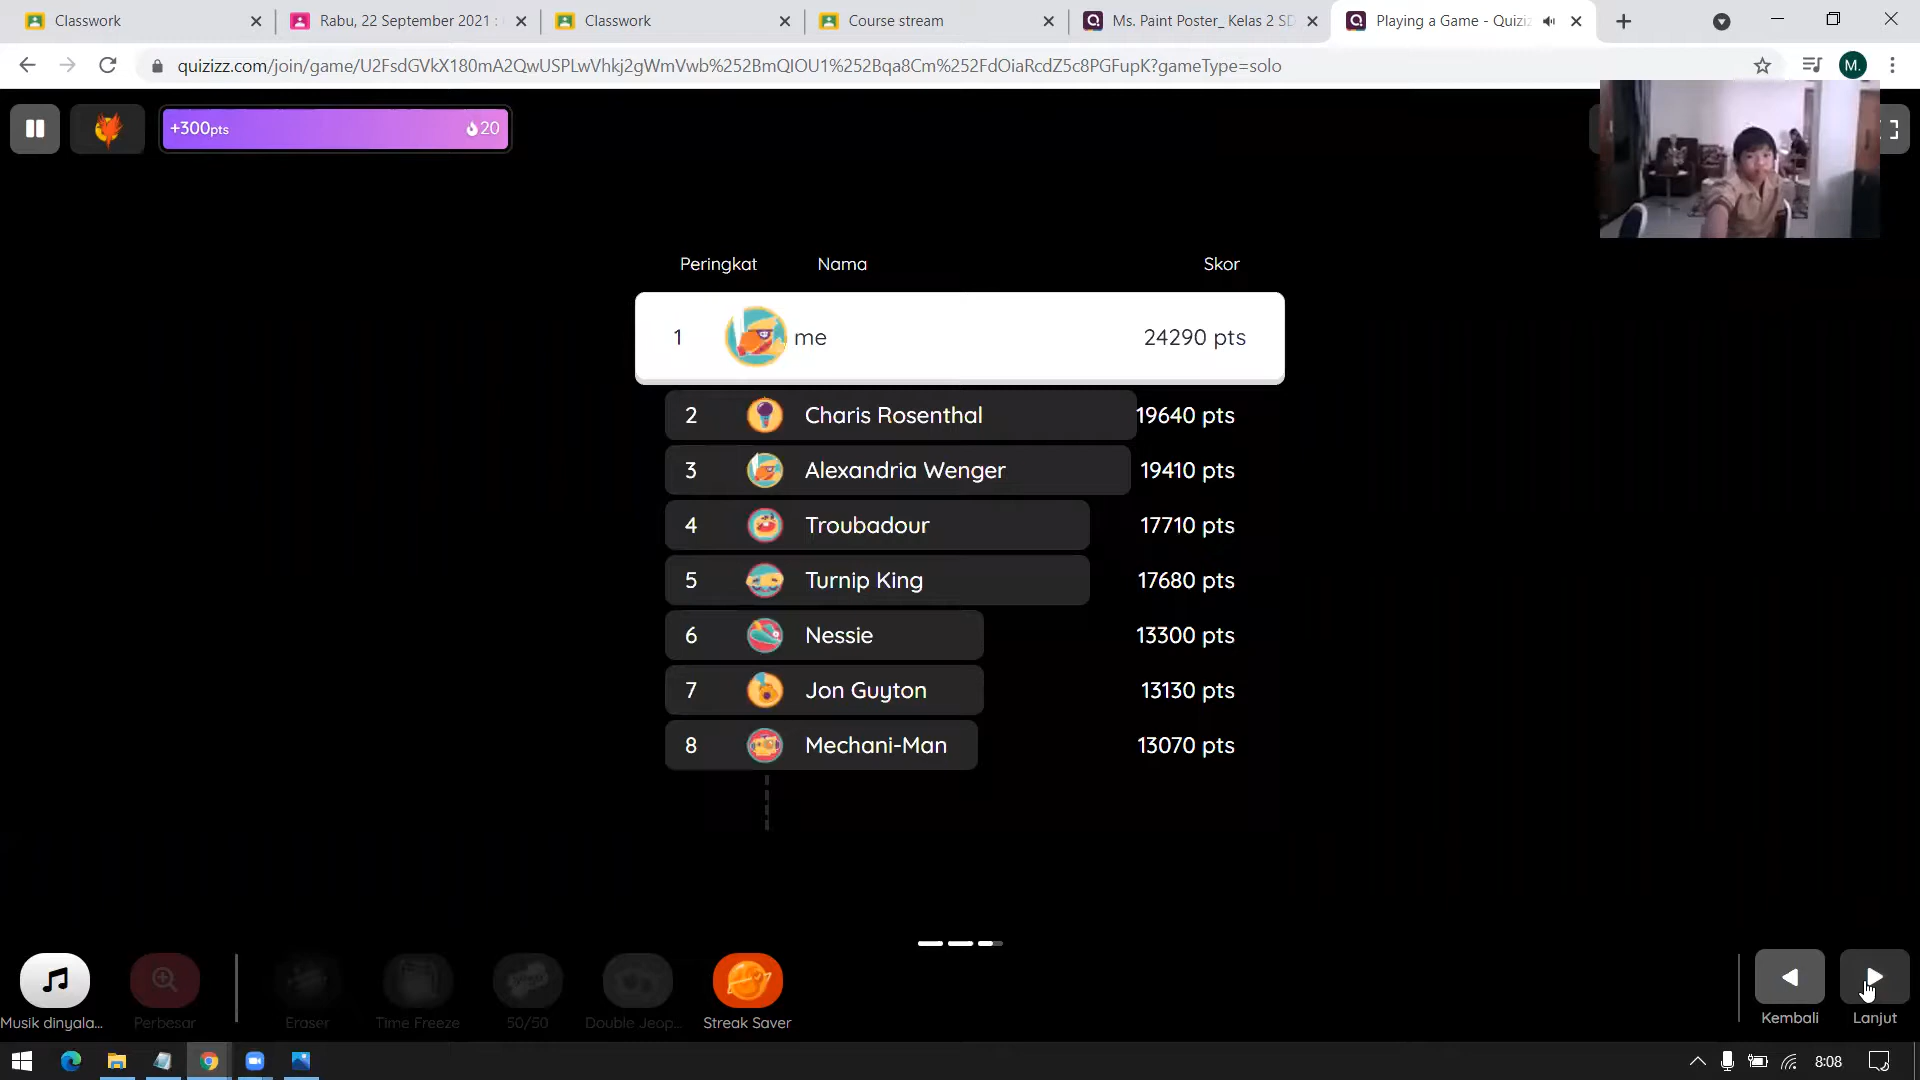 Classwork
Rabu, 22 September 2021 :
Classwork
Course stream
Ms. Paint Poster_ Kelas 2 SD
Playing a Game - Quiziz
quizizz.com/join/game/U2FsdGVkX180mA2QwUSPLwVhkj2gWmVwb%252BmQIOU1%252Bqa8Cm%252FdOiaRcdZ5c8PGFupK?gameType=solo
M.
+300pts
20
Peringkat Nama Skor
1 me 24290 pts
2 Charis Rosenthal 19640 pts
3 Alexandria Wenger 19410 pts
4 Troubadour 17710 pts
5 Turnip King 17680 pts
6 Nessie 13300 pts
7 Jon Guyton 13130 pts
8 Mechani-Man 13070 pts
Musik dinyala...
Perbesar
Eraser
Time Freeze
50/50
Double Jeop...
Streak Saver
Kembali
Lanjut
8:08